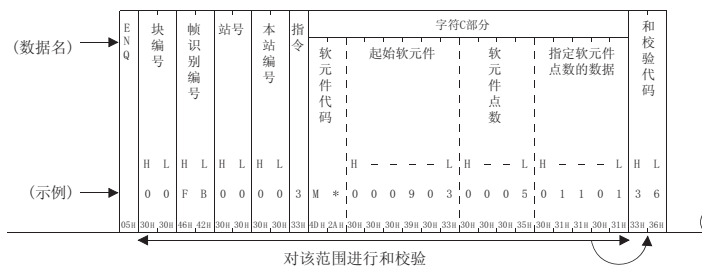 (数据名)
ENQ
块编号
帧识别编号
站号
本站编号
指令
字符C部分
软元件代码
起始软元件
软元件点数
指定软元件
点数的数据
和校验代码
H L H L H L H L H - - - - L H - - L H - - - L H L
(示例)
0 0 F B 0 0 0 0 3 M * 0 0 0 9 0 3 0 0 0 5 0 1 1 0 1 3 6
05H 30H 30H 46H 42H 30H 30H 30H 30H 33H 4DH 2AH 30H 30H 30H 39H 30H 33H 30H 30H 30H 35H 30H 31H 31H 30H 31H 33H 36H
对该范围进行和校验